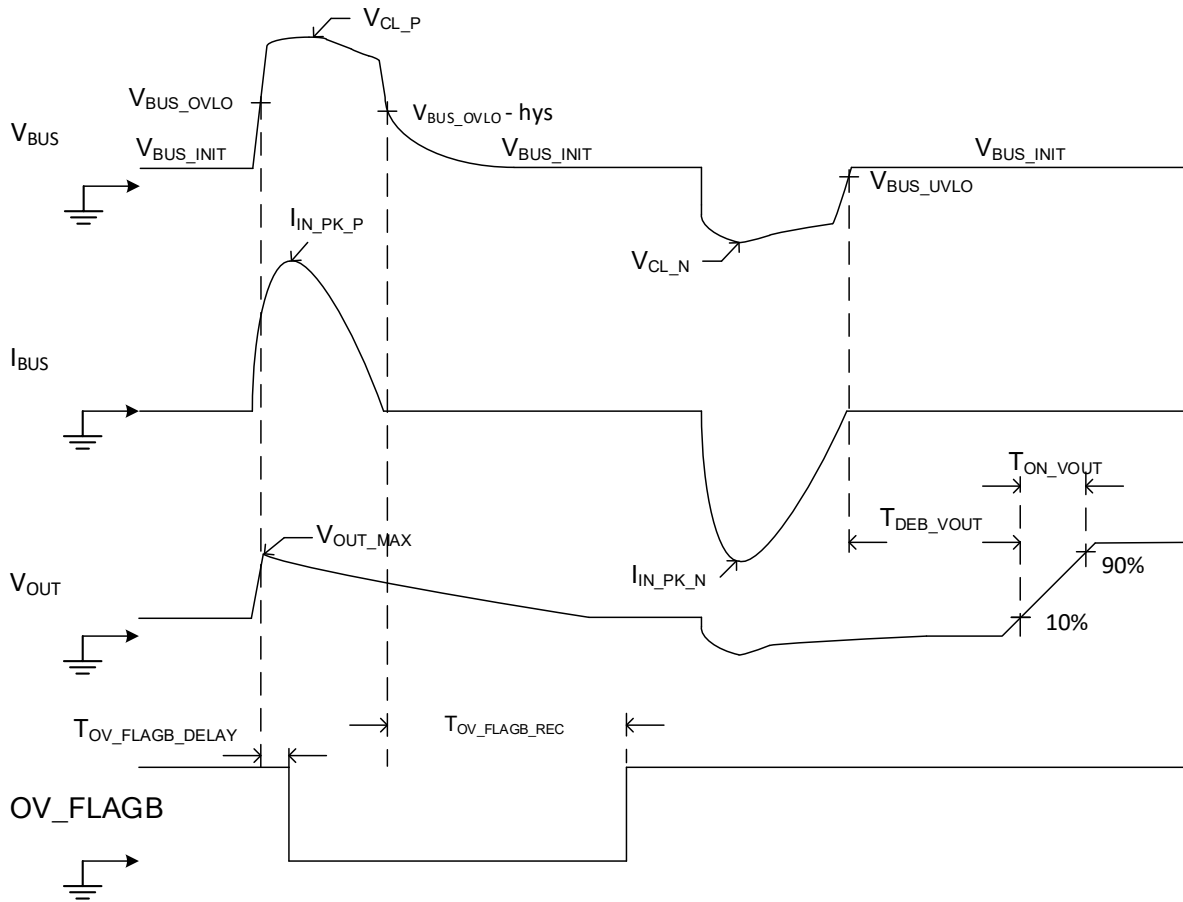 V_CL_P
V_BUS_OVLO
V_BUS_OVLO - hys
V_BUS
V_BUS_INIT
V_BUS_INIT
V_BUS_INIT
V_BUS_UVLO
I_IN_PK_P
V_CL_N
I_BUS
T_ON_VOUT
T_DEB_VOUT
V_OUT_MAX
I_IN_PK_N
90%
V_OUT
10%
T_OV_FLAGB_DELAY
T_OV_FLAGB_REC
OV_FLAGB